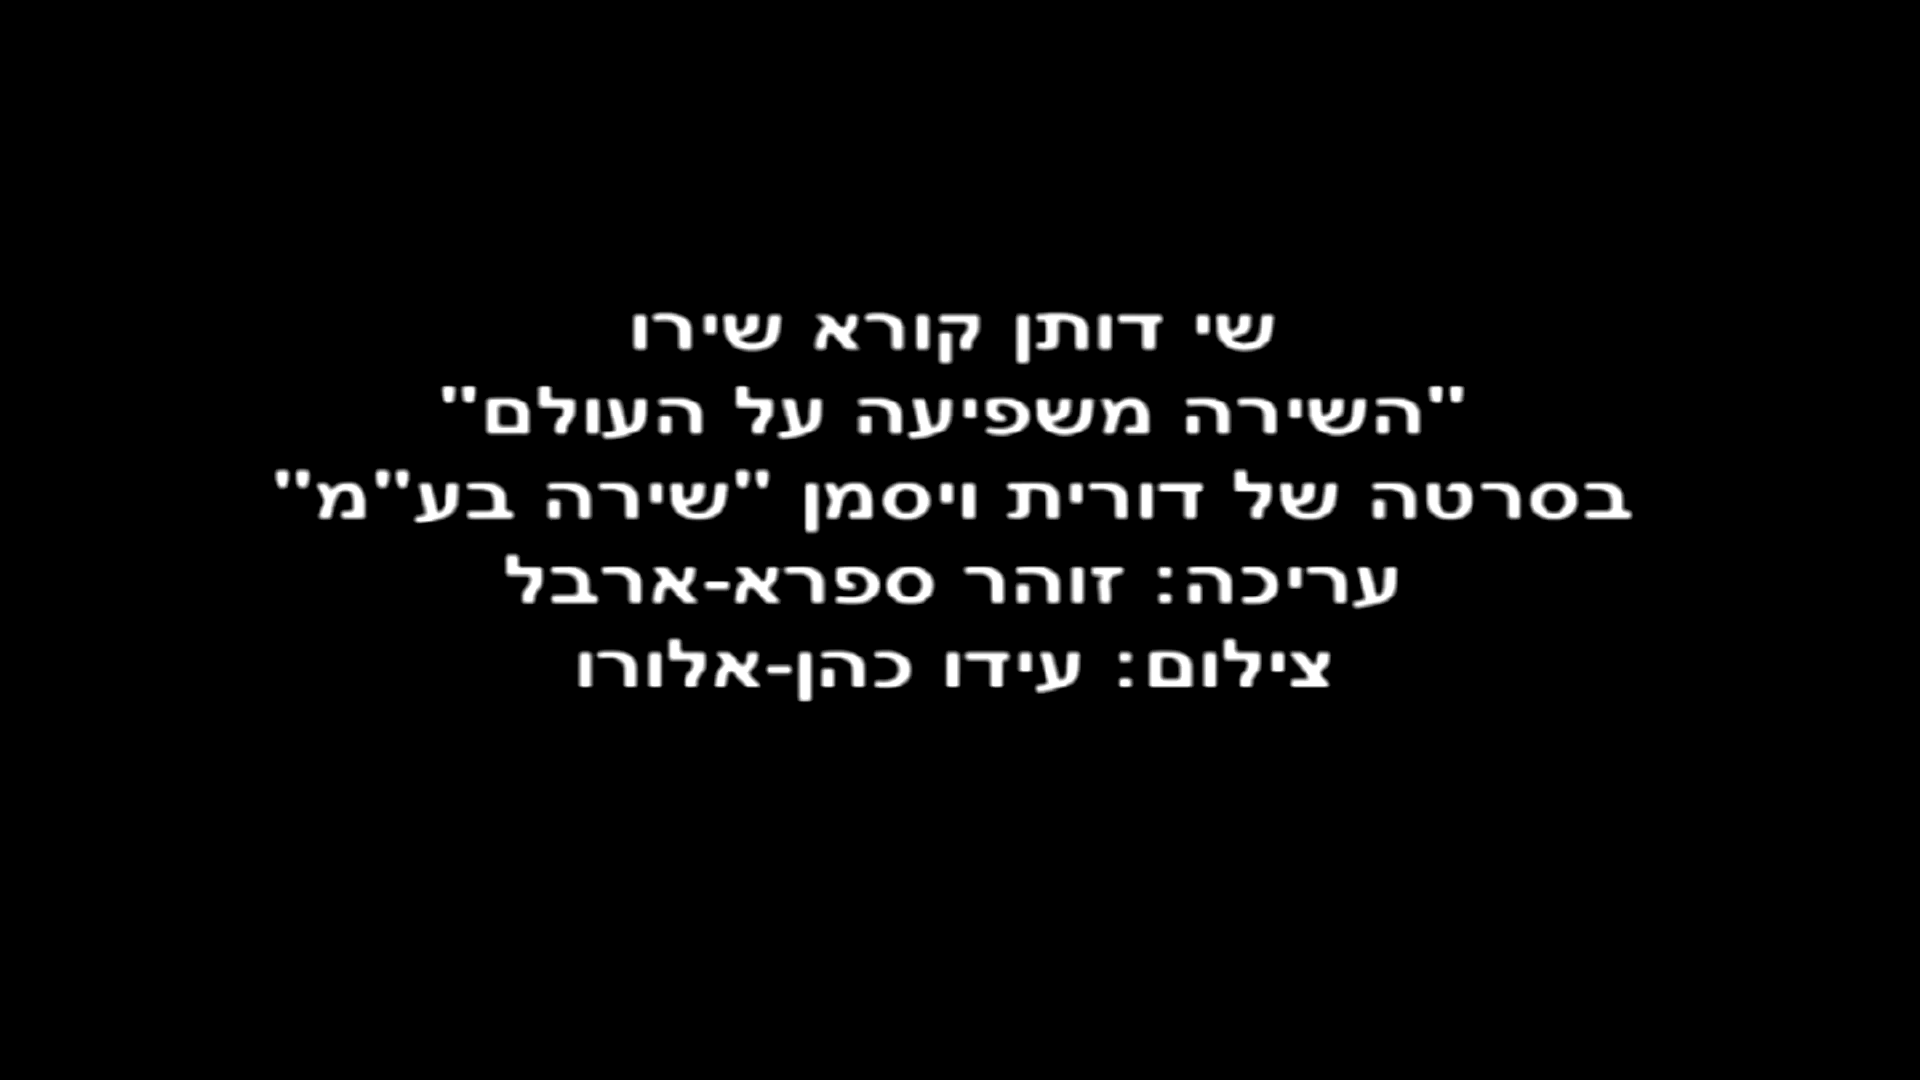 שי דותן קורא שירו
"השירה משפיעה על העולם"
בסרטה של דורית ויסמן "שירה בע"מ"
עריכה: זוהר ספרא-ארבל
צילום: עידו כהן-אלורו